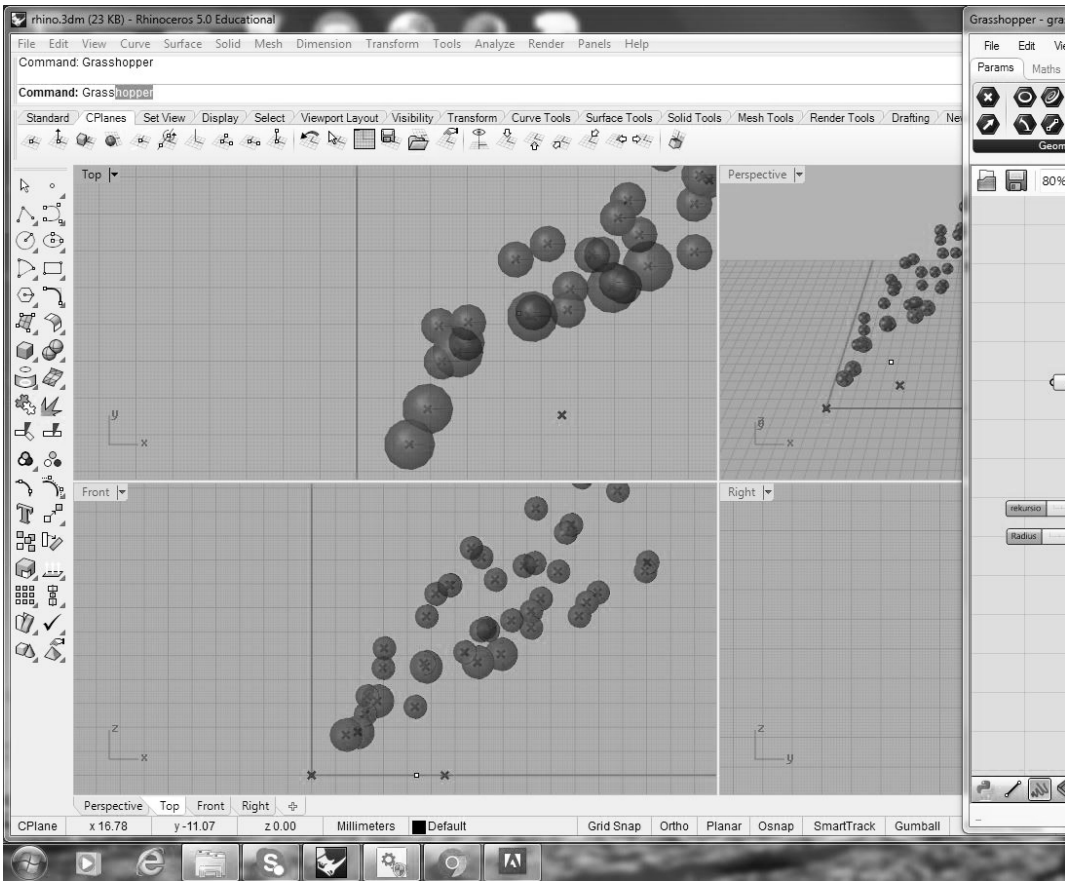 rhino.3dm (23 KB) - Rhinoceros 5.0 Educational
File Edit View Curve Surface Solid Mesh Dimension Transform Tools Analyze Render Panels Help
Command: Grasshopper
Command: Grasshopper
Standard CPlanes Set View Display Select Viewport Layout Visibility Transform Curve Tools Surface Tools Solid Tools Mesh Tools Render Tools Drafting
Top
y
x
Perspective
x
Front
z
x
Right
z
y
Perspective Top Front Right
CPlane x 16.78 y -11.07 z 0.00 Millimeters Default Grid Snap Ortho Planar Osnap SmartTrack Gumball
Grasshopper - gra
File Edit Vi
Params Maths
Geom
80%
rekursio
Radius